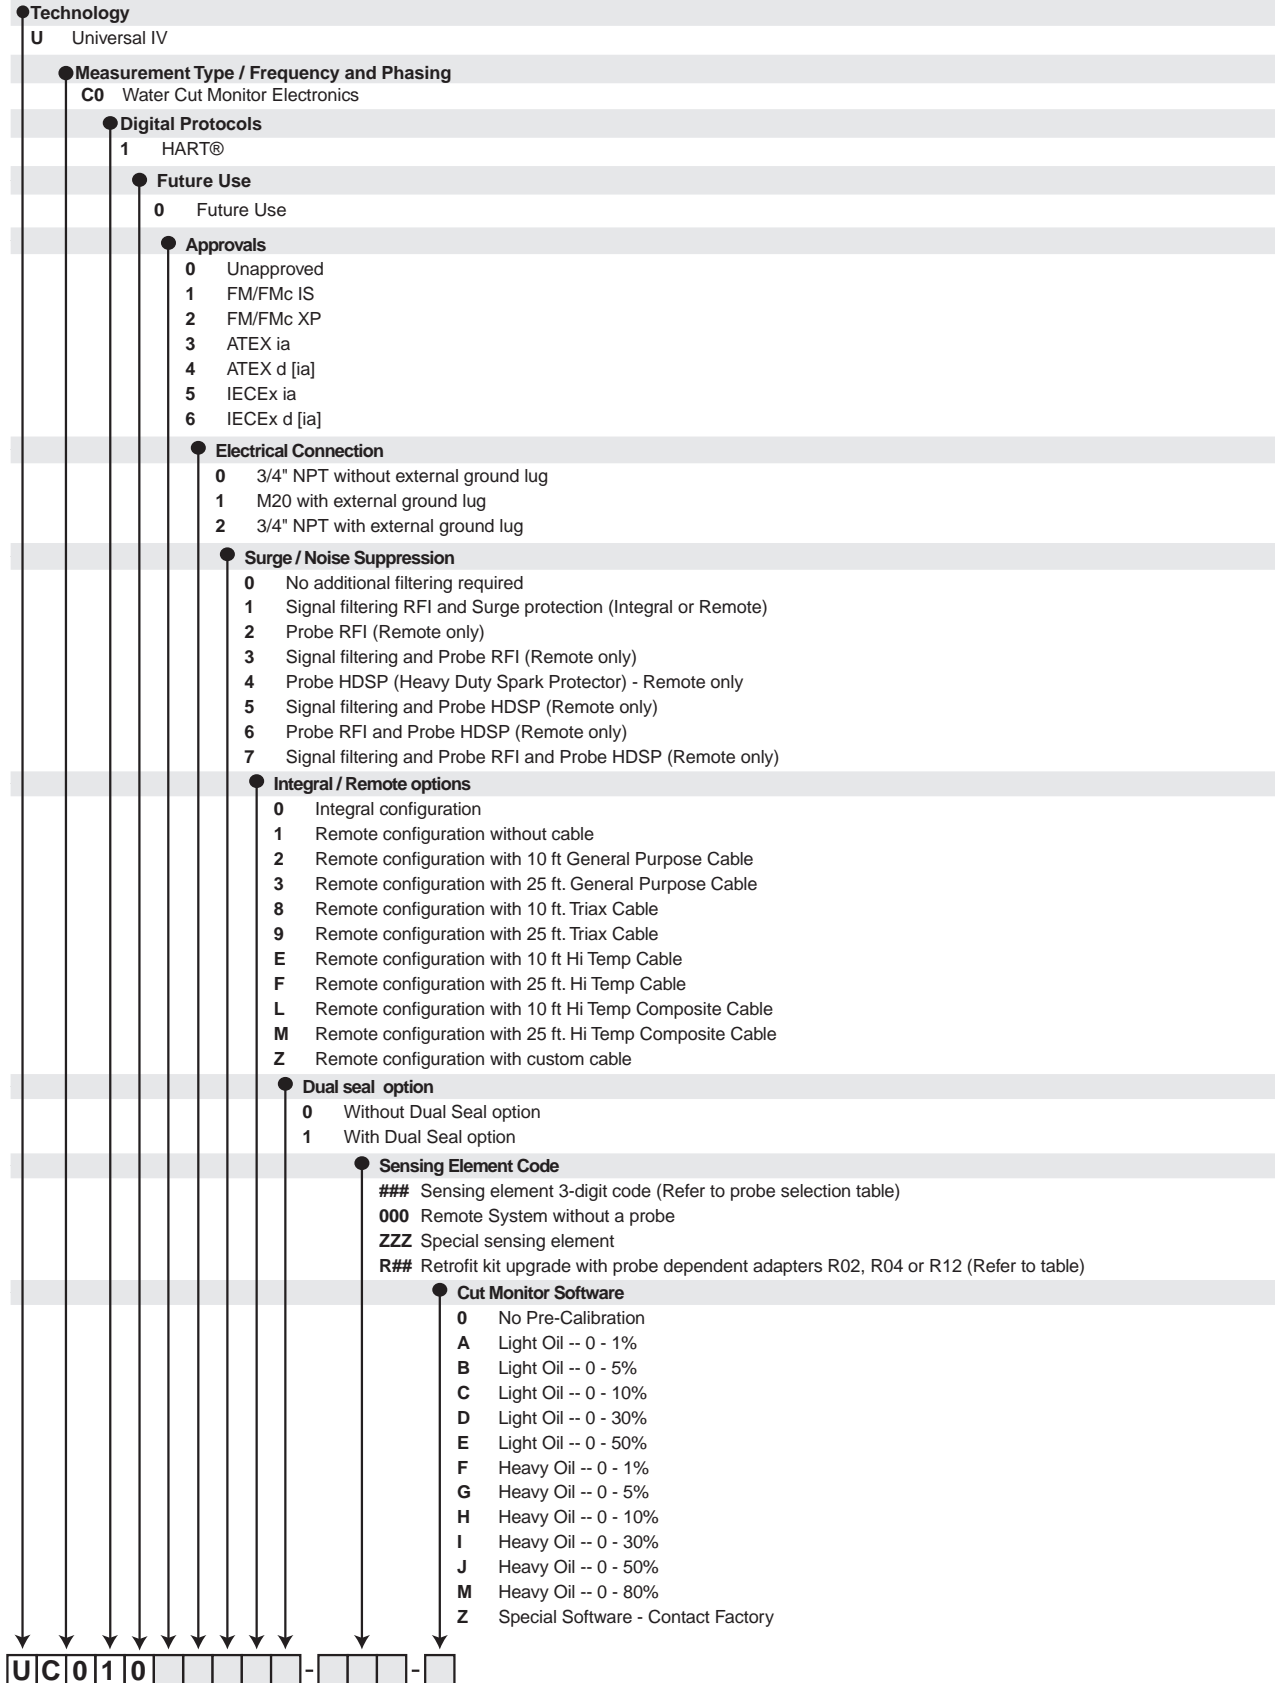 Technology
U Universal IV
Measurement Type / Frequency and Phasing
C0 Water Cut Monitor Electronics
Digital Protocols
1 HART®
Future Use
0 Future Use
Approvals
0 Unapproved
1 FM/FMc IS
2 FM/FMc XP
3 ATEX ia
4 ATEX d [ia]
5 IECEx ia
6 IECEx d [ia]
Electrical Connection
0 3/4" NPT without external ground lug
1 M20 with external ground lug
2 3/4" NPT with external ground lug
Surge / Noise Suppression
0 No additional filtering required
1 Signal filtering RFI and Surge protection (Integral or Remote)
2 Probe RFI (Remote only)
3 Signal filtering and Probe RFI (Remote only)
4 Probe HDSP (Heavy Duty Spark Protector) - Remote only
5 Signal filtering and Probe HDSP (Remote only)
6 Probe RFI and Probe HDSP (Remote only)
7 Signal filtering and Probe RFI and Probe HDSP (Remote only)
Integral / Remote options
0 Integral configuration
1 Remote configuration without cable
2 Remote configuration with 10 ft General Purpose Cable
3 Remote configuration with 25 ft. General Purpose Cable
8 Remote configuration with 10 ft. Triax Cable
9 Remote configuration with 25 ft. Triax Cable
E Remote configuration with 10 ft Hi Temp Cable
F Remote configuration with 25 ft. Hi Temp Cable
L Remote configuration with 10 ft Hi Temp Composite Cable
M Remote configuration with 25 ft. Hi Temp Composite Cable
Z Remote configuration with custom cable
Dual seal option
0 Without Dual Seal option
1 With Dual Seal option
Sensing Element Code
### Sensing element 3-digit code (Refer to probe selection table)
000 Remote System without a probe
ZZZ Special sensing element
R## Retrofit kit upgrade with probe dependent adapters R02, R04 or R12 (Refer to table)
Cut Monitor Software
0 No Pre-Calibration
A Light Oil -- 0 - 1%
B Light Oil -- 0 - 5%
C Light Oil -- 0 - 10%
D Light Oil -- 0 - 30%
E Light Oil -- 0 - 50%
F Heavy Oil -- 0 - 1%
G Heavy Oil -- 0 - 5%
H Heavy Oil -- 0 - 10%
I Heavy Oil -- 0 - 30%
J Heavy Oil -- 0 - 50%
M Heavy Oil -- 0 - 80%
Z Special Software - Contact Factory
U C 0 1 0 - -